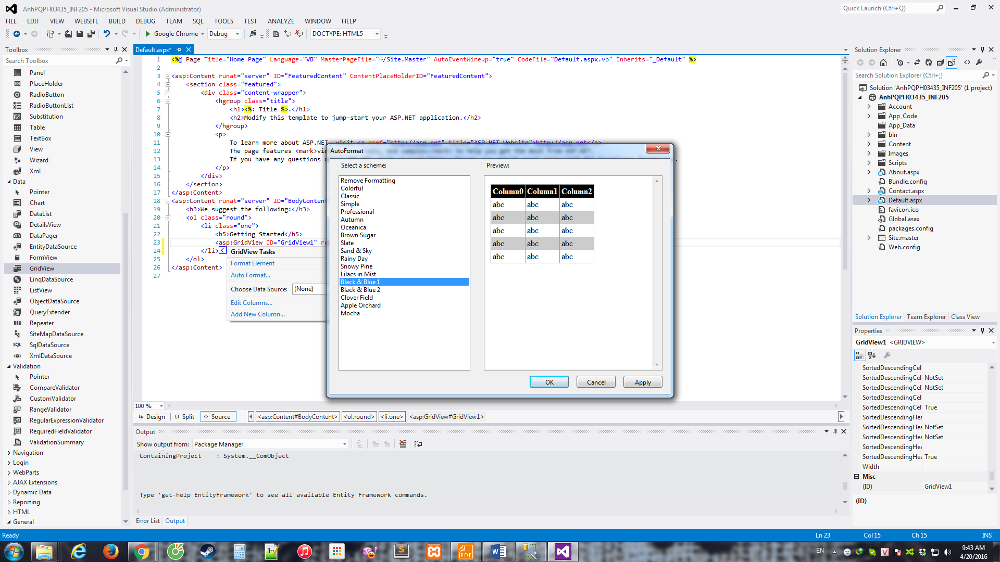 AnhPQPH03435_INF205 - Microsoft Visual Studio (Administrator)
Quick Launch (Ctrl+Q)
FILE EDIT VIEW WEBSITE BUILD DEBUG TEAM SQL TOOLS TEST ANALYZE WINDOW HELP
Google Chrome Debug DOCTYPE: HTML5
Toolbox
Search Toolbox
Panel
PlaceHolder
RadioButton
RadioButtonList
Substitution
Table
TextBox
View
Wizard
Xml
Data
Pointer
Chart
DataList
DetailsView
DataPager
EntityDataSource
FormView
GridView
LinqDataSource
ListView
ObjectDataSource
QueryExtender
Repeater
SiteMapDataSource
SqlDataSource
XmlDataSource
Validation
Pointer
CompareValidator
CustomValidator
RangeValidator
RegularExpressionValidator
RequiredFieldValidator
ValidationSummary
Navigation
Login
WebParts
AJAX Extensions
Dynamic Data
Reporting
HTML
General
Default.aspx*
1 <%@ Page Title="Home Page" Language="VB" MasterPageFile="~/Site.Master" AutoEventWireup="true" CodeFile="Default.aspx.vb" Inherits="_Default" %>
2
3 <asp:Content runat="server" ID="FeaturedContent" ContentPlaceHolderID="FeaturedContent">
4 <section class="featured">
5 <div class="content-wrapper">
6 <hgroup class="title">
7 <h1><%: Title %>.</h1>
8 <h2>Modify this template to jump-start your ASP.NET application.</h2>
9 </hgroup>
10 <p>
11 To learn more about ASP.NET, visit <a href="http://asp.net" title="ASP.NET Website">http://asp.net</a>
12 The page features <mark>vid
13 If you have any questions a
14 </p>
15 </div>
16 </section>
17 </asp:Content>
18 <asp:Content runat="server" ID="BodyContent
19 <h3>We suggest the following:</h3>
20 <ol class="round">
21 <li class="one">
22 <h5>Getting Started</h5>
23 <asp:GridView ID="GridView1" ru
24 </li>
25 </ol>
26 </asp:Content>
27
GridView Tasks
Format Element
Auto Format...
Choose Data Source: (None)
Edit Columns...
Add New Column...
AutoFormat
Select a scheme:
Remove Formatting
Colorful
Classic
Simple
Professional
Autumn
Oceanica
Brown Sugar
Slate
Sand & Sky
Rainy Day
Snowy Pine
Lilacs in Mist
Black & Blue 1
Black & Blue 2
Clover Field
Apple Orchard
Mocha
Preview:
Column0 Column1 Column2
abc abc abc
abc abc abc
abc abc abc
abc abc abc
abc abc abc
OK Cancel Apply
100 %
Design Split Source <asp:Content#BodyContent> <ol.round> <li.one> <asp:GridView#GridView1>
Output
Show output from: Package Manager
ContainingProject : System.__ComObject
Type 'get-help EntityFramework' to see all available Entity Framework commands.
Error List Output
Solution Explorer
Search Solution Explorer (Ctrl+;)
Solution 'AnhPQPH03435_INF205' (1 project)
AnhPQPH03435_INF205
Account
App_Code
App_Data
bin
Content
Images
Scripts
About.aspx
Bundle.config
Contact.aspx
Default.aspx
favicon.ico
Global.asax
packages.config
Site.master
Web.config
Solution Explorer Team Explorer Class View
Properties
GridView1 <GRIDVIEW>
SortedDescendingCel
SortedDescendingCel NotSet
SortedDescendingCel NotSet
SortedDescendingCel
SortedDescendingCel True
SortedDescendingHea
SortedDescendingHea NotSet
SortedDescendingHea NotSet
SortedDescendingHea
SortedDescendingHea True
Width
Misc
(ID) GridView1
(ID)
Ready Ln 23 Col 15 Ch 15 INS
EN
9:43 AM
4/20/2016